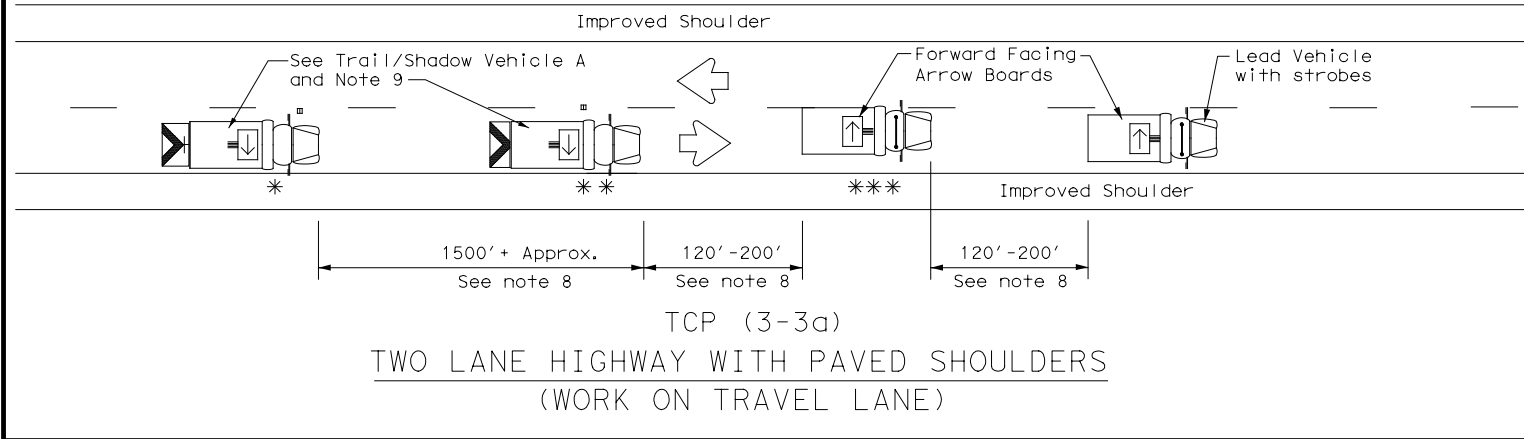 Improved Shoulder
See Trail/Shadow Vehicle A
and Note 9
Forward Facing
Arrow Boards
Lead Vehicle
with strobes
*
* *
***
Improved Shoulder
1500'+ Approx.
See note 8
120'-200'
See note 8
120'-200'
See note 8
TCP (3-3a)
TWO LANE HIGHWAY WITH PAVED SHOULDERS
(WORK ON TRAVEL LANE)